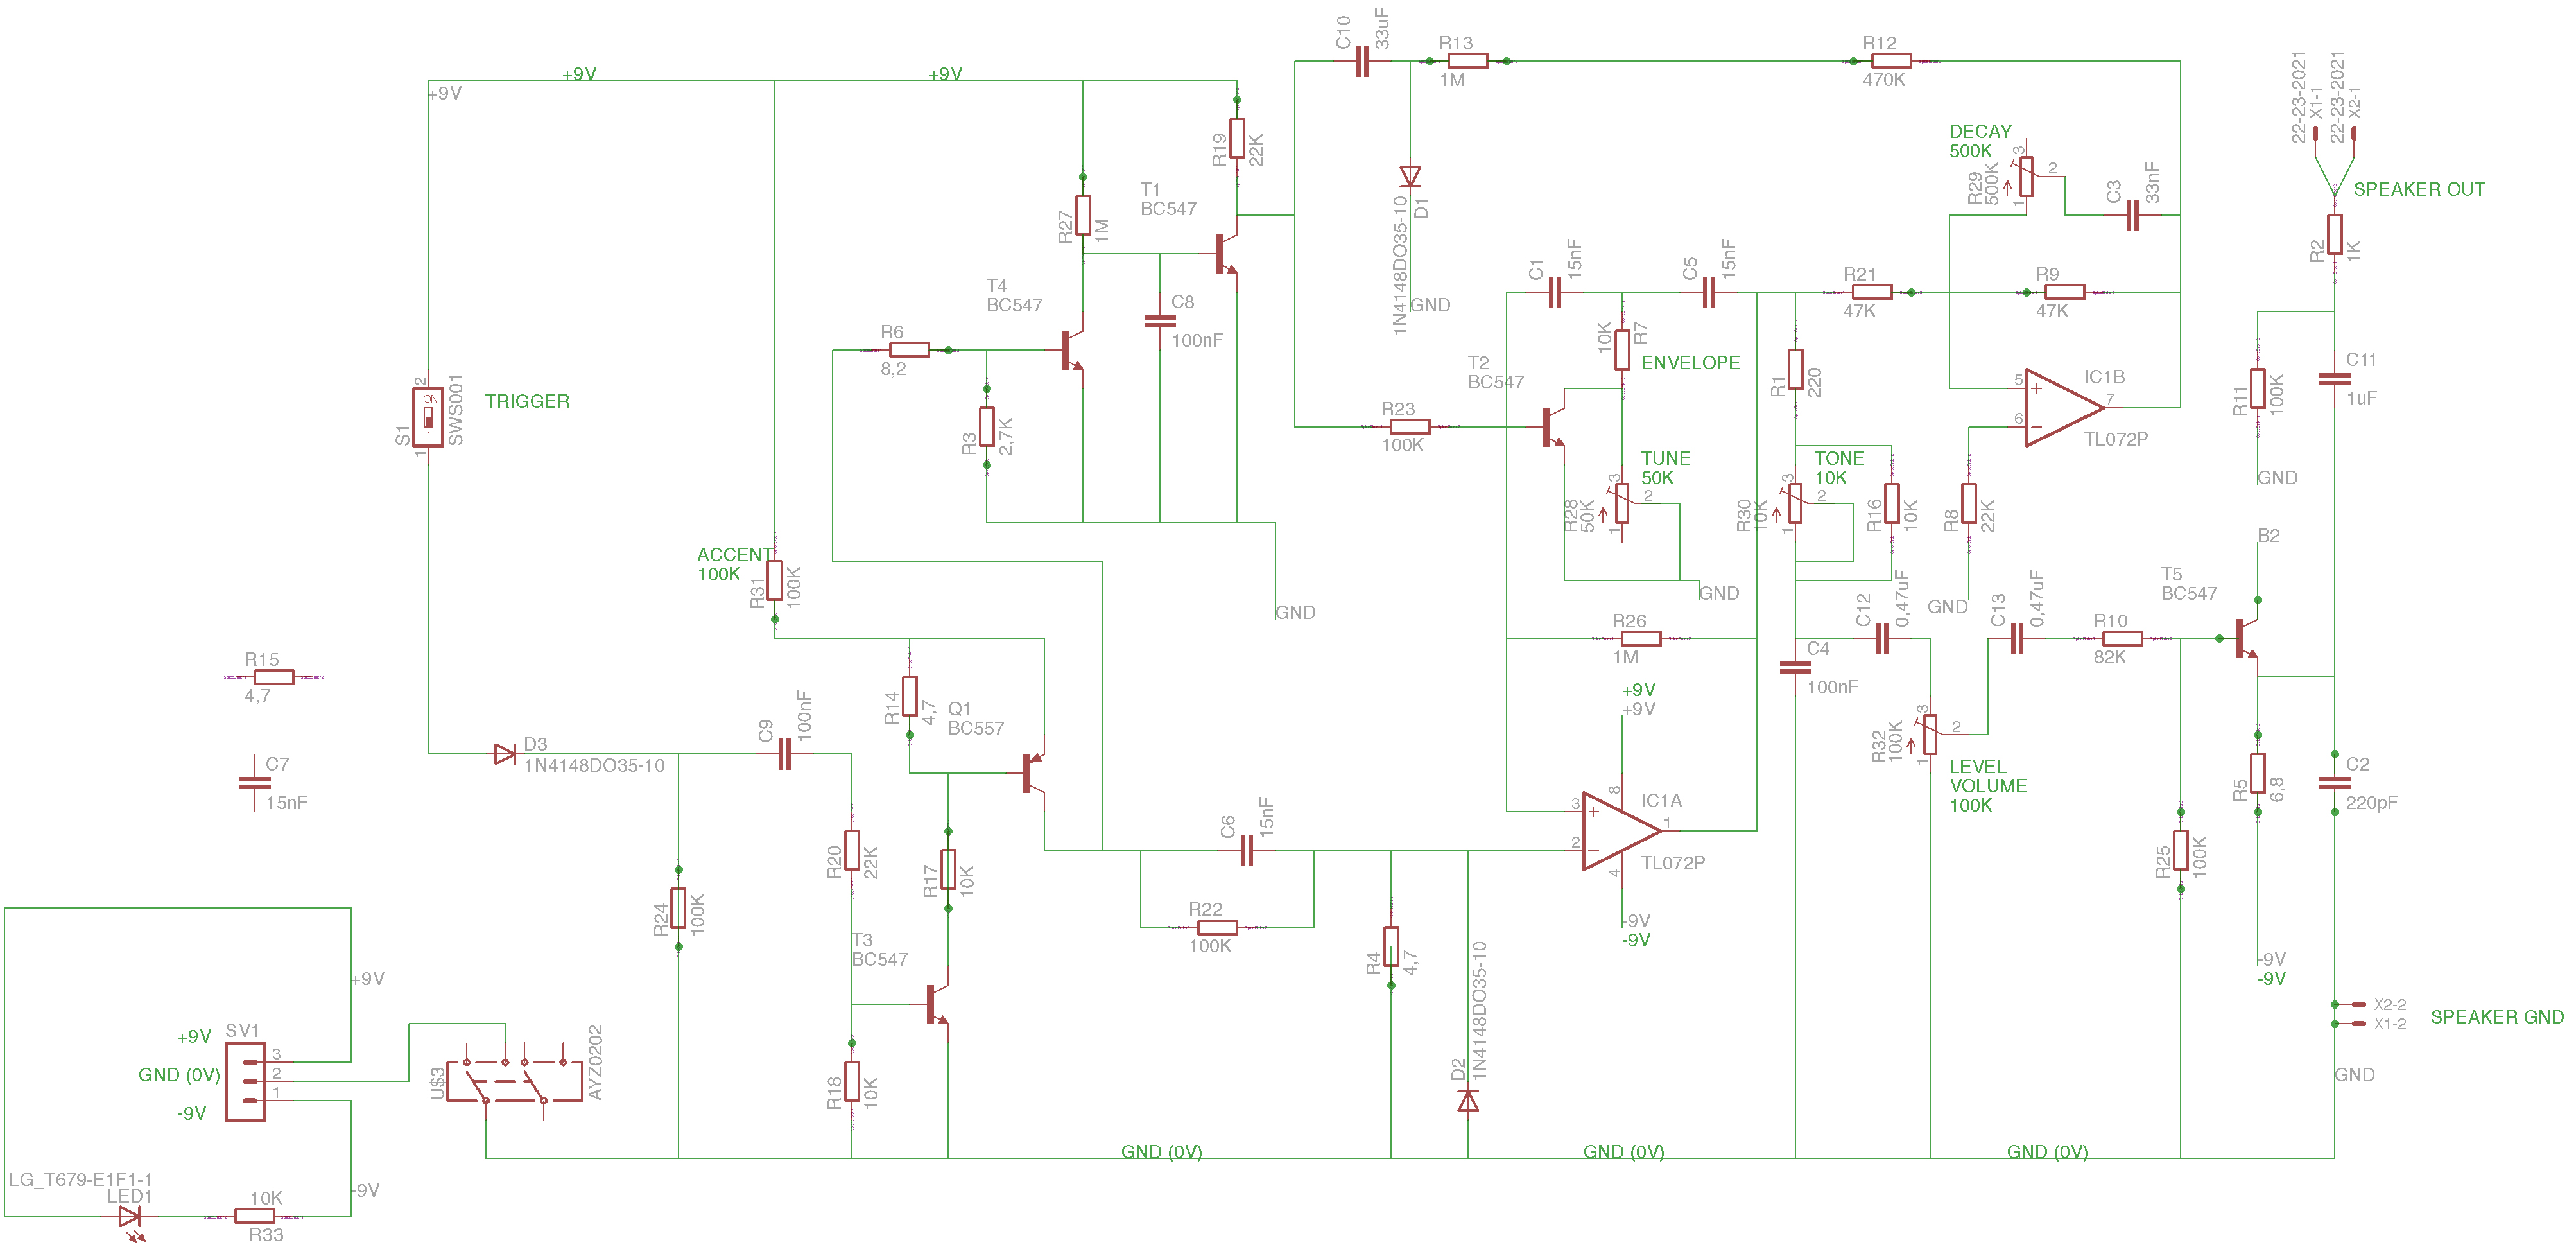 C10
33uF
R13
1M
R12
470K
22-23-2021
X1-1
22-23-2021
X2-1
+9V
+9V
+9V
R19
22K
DECAY
500K
R29
500K
3
2
1
C3
33nF
SPEAKER OUT
R2
1K
R27
1M
T1
BC547
1N4148DO35-10
D1
GND
C1
15nF
C5
15nF
R21
47K
R9
47K
T4
BC547
C8
100nF
R6
8,2
R3
2,7K
10K
R7
ENVELOPE
T2
BC547
R1
220
IC1B
5
6
7
TL072P
R11
100K
GND
C11
1uF
S1
2
ON
1
1
SWS001
TRIGGER
R23
100K
TUNE
50K
R28
50K
3
2
1
TONE
10K
R30
10K
3
2
1
R16
10K
R8
22K
GND
GND
GND
B2
T5
BC547
ACCENT
100K
R31
100K
C12
0,47uF
C13
0,47uF
R10
82K
R26
1M
C4
100nF
R15
4,7
R14
4,7
Q1
BC557
+9V
+9V
R32
100K
3
2
1
LEVEL
VOLUME
100K
R5
6,8
C2
220pF
C9
100nF
D3
1N4148DO35-10
C7
15nF
C6
15nF
IC1A
8
3
2
1
4
TL072P
R20
22K
R17
10K
R25
100K
R24
100K
R22
100K
R4
4,7
-9V
-9V
T3
BC547
1N4148DO35-10
D2
-9V
-9V
+9V
X2-2
X1-2
SPEAKER GND
SV1
+9V
GND (0V)
-9V
3
2
1
U$3
AYZ0202
R18
10K
GND
GND (0V)
GND (0V)
GND (0V)
LG_T679-E1F1-1
LED1
10K
R33
-9V